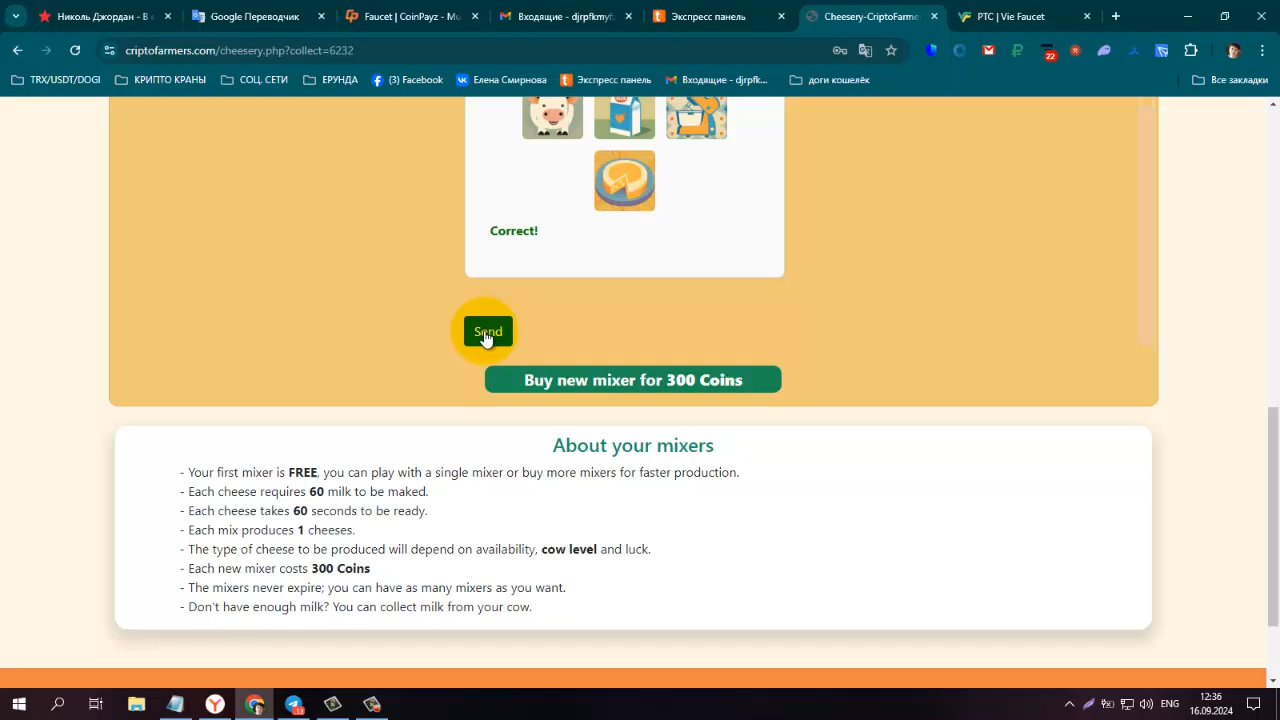 Николь Джордан - В е
Google Переводчик
Faucet | CoinPayz - Mu
Входящие - djrpfkmyfz
Экспресс панель
Cheesery-CriptoFarmer
PTC | Vie Faucet
criptofarmers.com/cheesery.php?collect=6232
22
TRX/USDT/DOGI
КРИПТО КРАНЫ
СОЦ. СЕТИ
ЕРУНДА
(3) Facebook
Елена Смирнова
Экспресс панель
Входящие - djrpfk...
доги кошелёк
Все закладки
Correct!
Send
Buy new mixer for 300 Coins
About your mixers
- Your first mixer is FREE, you can play with a single mixer or buy more mixers for faster production.
- Each cheese requires 60 milk to be maked.
- Each cheese takes 60 seconds to be ready.
- Each mix produces 1 cheeses.
- The type of cheese to be produced will depend on availability, cow level and luck.
- Each new mixer costs 300 Coins
- The mixers never expire; you can have as many mixers as you want.
- Don't have enough milk? You can collect milk from your cow.
ENG
12:36
16.09.2024